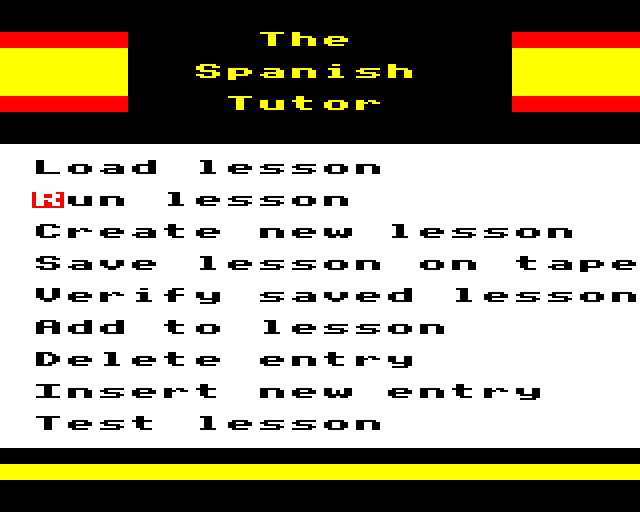 The
Spanish
Tutor
Load lesson
Run lesson
Create new lesson
Save lesson on tape
Verify saved lesson
Add to lesson
Delete entry
Insert new entry
Test lesson